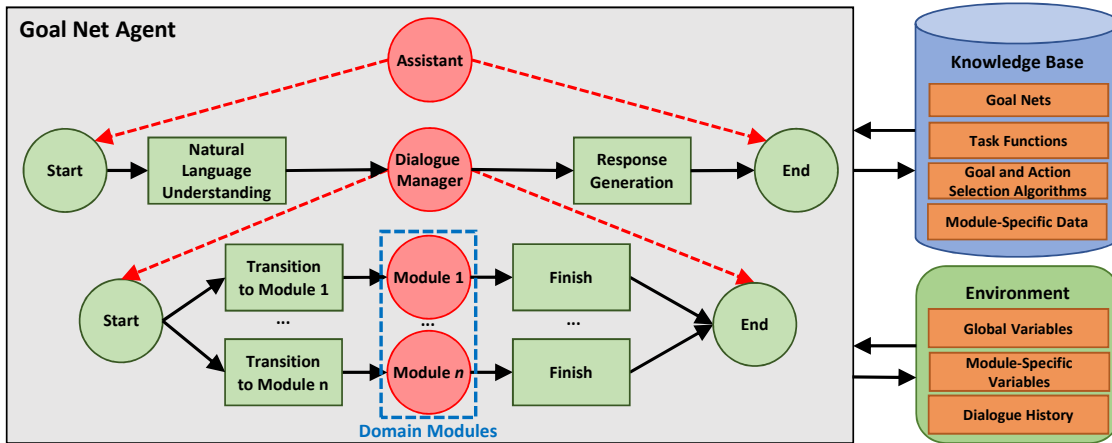 Goal Net Agent
Assistant
Start
Natural
Language
Understanding
Dialogue
Manager
Response
Generation
End
Start
Transition
to Module 1
Module 1
Finish
...
...
...
Transition
to Module n
Module n
Finish
End
Domain Modules
Knowledge Base
Goal Nets
Task Functions
Goal and Action
Selection Algorithms
Module-Specific Data
Environment
Global Variables
Module-Specific
Variables
Dialogue History